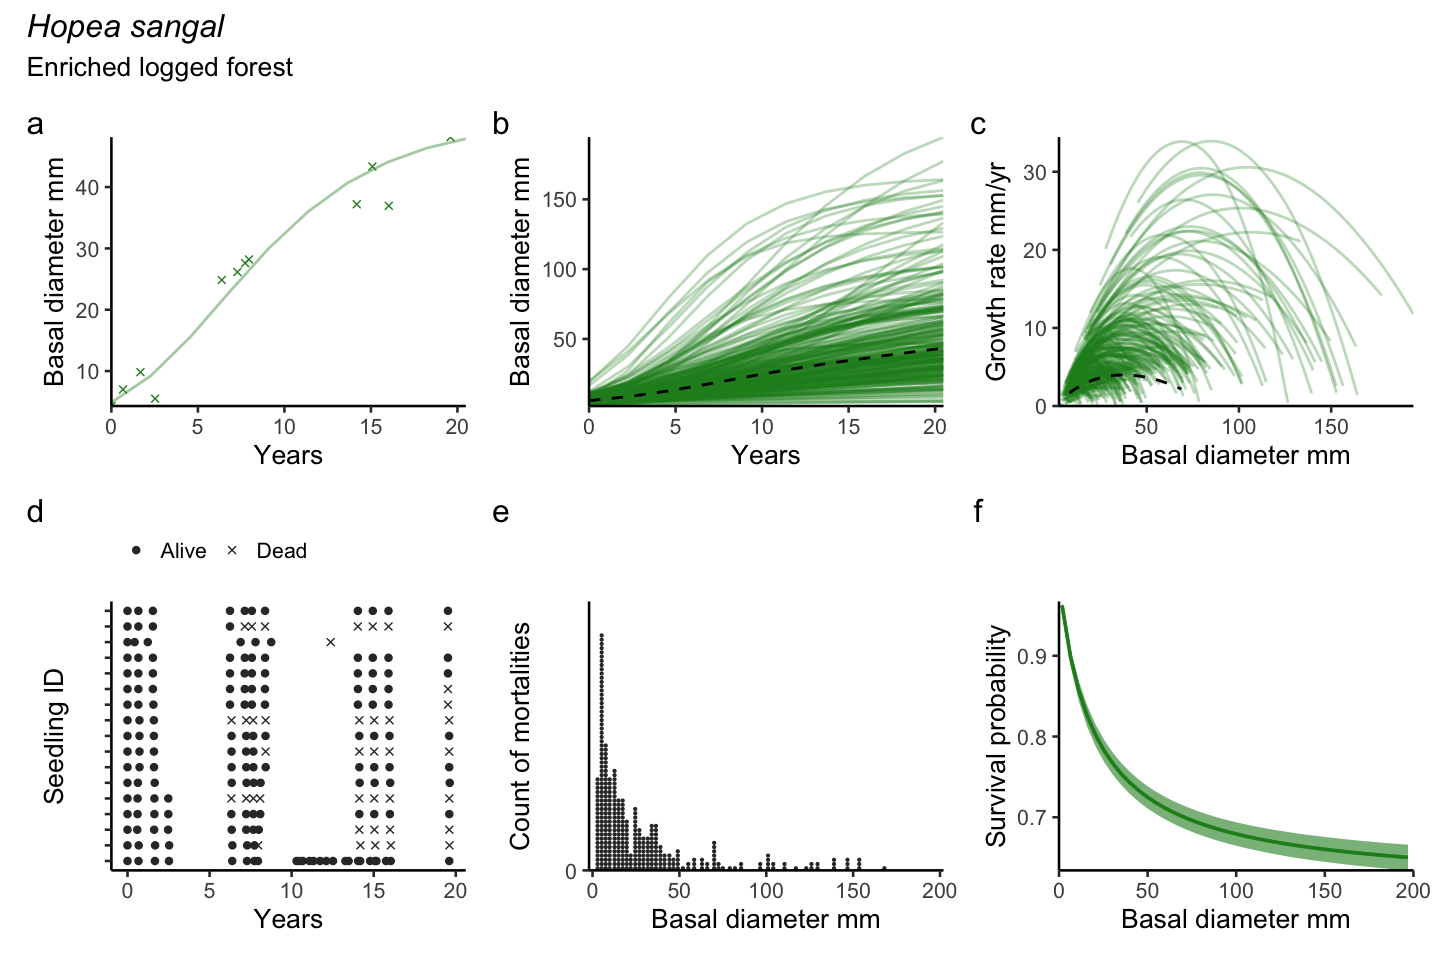 Hopea sangal
Enriched logged forest
a
Basal diameter mm
40
30
20
10
0 5 10 15 20
Years
b
Basal diameter mm
150
100
50
0 5 10 15 20
Years
c
Growth rate mm/yr
30
20
10
0
50 100 150
Basal diameter mm
d
Alive Dead
Seedling ID
0 5 10 15 20
Years
e
Count of mortalities
0
0 50 100 150 200
Basal diameter mm
f
Survival probability
0.9
0.8
0.7
0 50 100 150 200
Basal diameter mm